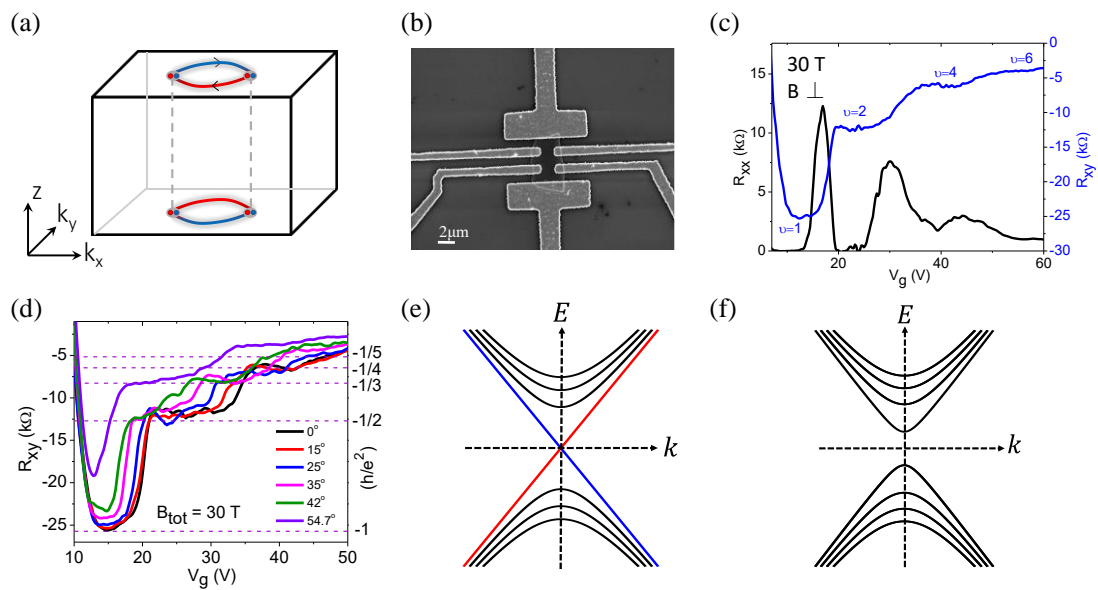 (a)
Z
k_y
k_x
(b)
2μm
(c)
30 T
B ⊥
υ=1
υ=2
υ=4
υ=6
R_xx (kΩ)
15
10
5
0
R_xy (kΩ)
0
-5
-10
-15
-20
-25
-30
20
40
60
V_g (V)
(d)
R_xy (kΩ)
-5
-10
-15
-20
-25
-1/5
-1/4
-1/3
-1/2
-1
(h/e²)
0°
15°
25°
35°
42°
54.7°
B_tot = 30 T
10
20
30
40
50
V_g (V)
(e)
E
k
(f)
E
k